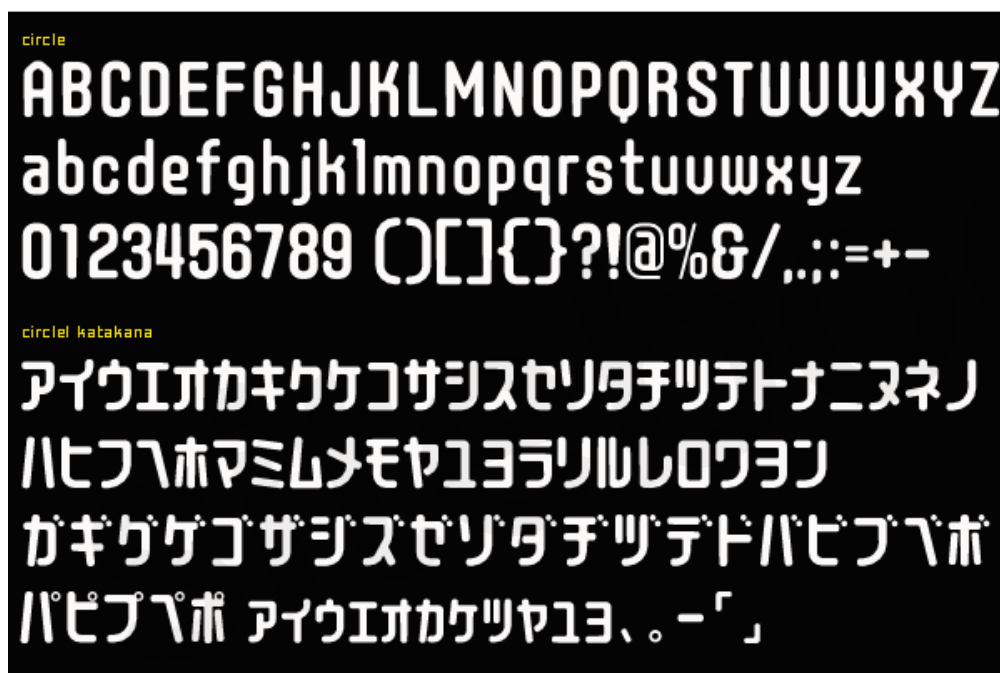 circle
ABCDEFGHJKLMNOPQRSTUVWXYZ
abcdefghjklmnopqrstuvwxyz
0123456789 ()[]{}?!@%&/,.;:=+-
circlel katakana
アイウエオカキクケコサシスセソタチツテトナニヌネノ
ハヒフヘホマミムメモヤユヨラリルレロワヲン
ガギグゲゴザジズゼゾダヂヅデドバビブベボ
パピプペポ ァィゥェォヵヶッャュョ、。ー「」